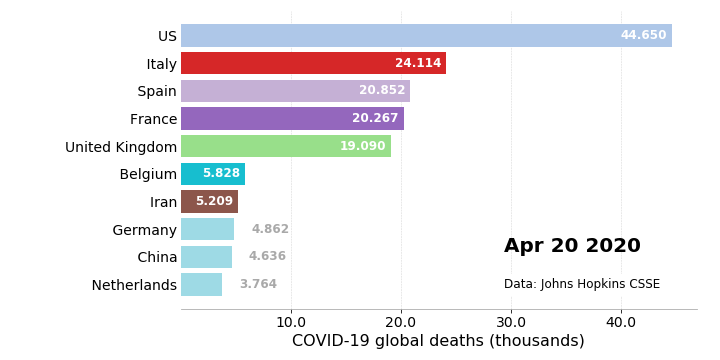 US 44.650
Italy 24.114
Spain 20.852
France 20.267
United Kingdom 19.090
Belgium 5.828
Iran 5.209
Germany 4.862
China 4.636
Netherlands 3.764
Apr 20 2020
Data: Johns Hopkins CSSE
10.0 20.0 30.0 40.0
COVID-19 global deaths (thousands)